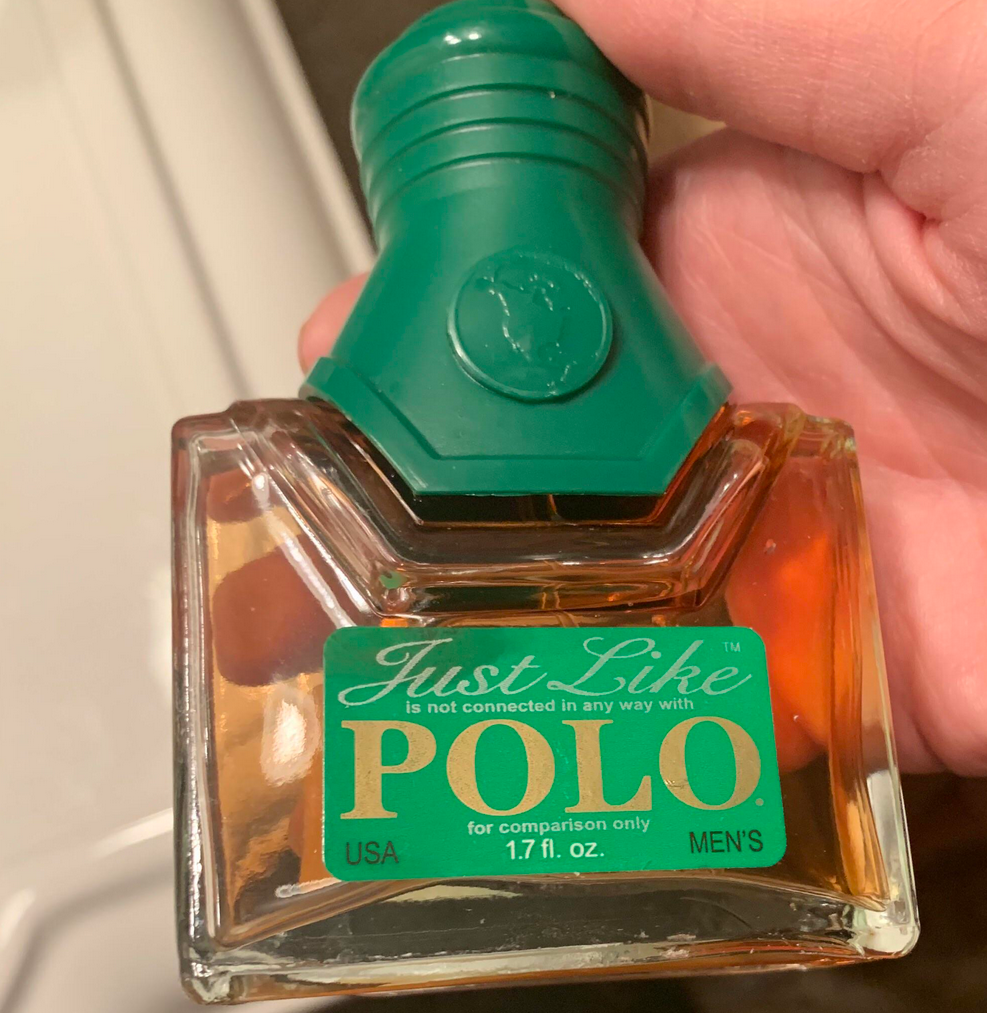 Just Like™
is not connected in any way with
POLO®
for comparison only
USA 1.7 fl. oz. MEN'S